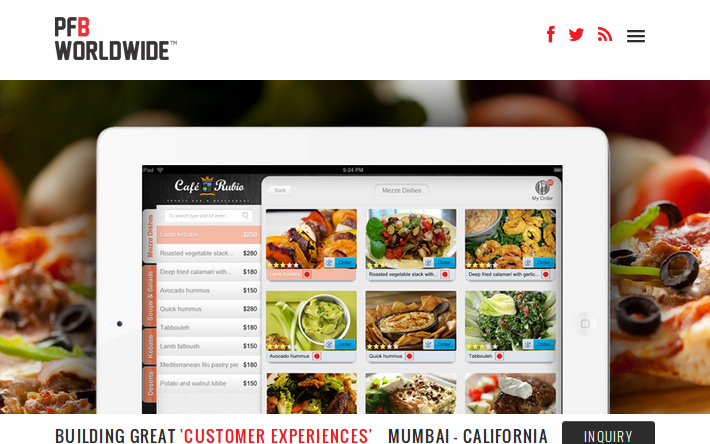 PFB
WORLDWIDE™
iPad
9:24 PM
Café Rubio
Back
Mezze Dishes
My Order
To search type and hit enter...
Mezze Dishes
Soups & Salads
Kebabs
Deserts
Lamb kebabs $250
Roasted vegetable stack... $280
Deep fried calamari with... $180
Avocado hummus $150
Quick hummus $280
Tabbouleh $180
Lamb fattoush $150
Mediterranean filo pastry pie $180
Potato and walnut kibbe $150
Order
Order
Order
Lamb kebabs
Roasted vegetable stack with...
Deep fried calamari with garlic...
Order
Order
Order
Avocado hummus
Quick hummus
Tabbouleh
BUILDING GREAT 'CUSTOMER EXPERIENCES' MUMBAI - CALIFORNIA INQUIRY